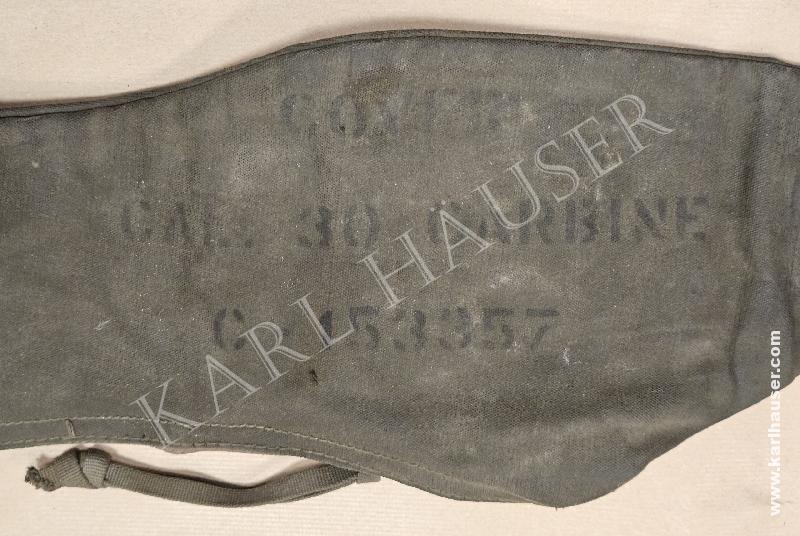 COVER
CAL. 30 CARBINE
C-153357
KARL HÄUSER
www.karlhauser.com